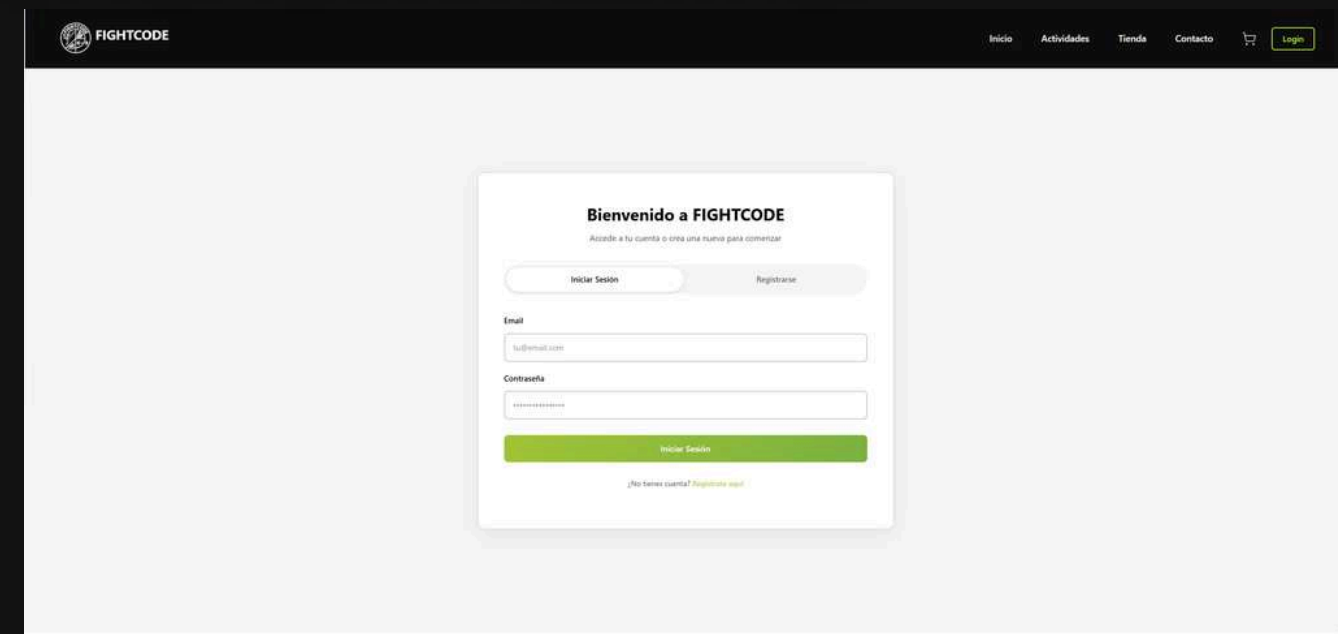 FIGHTCODE
Inicio Actividades Tienda Contacto Login
Bienvenido a FIGHTCODE
Accede a tu cuenta o crea una nueva para comenzar
Iniciar Sesión Registrarse
Email
tu@email.com
Contraseña
Iniciar Sesión
¿No tienes cuenta? Regístrate aquí